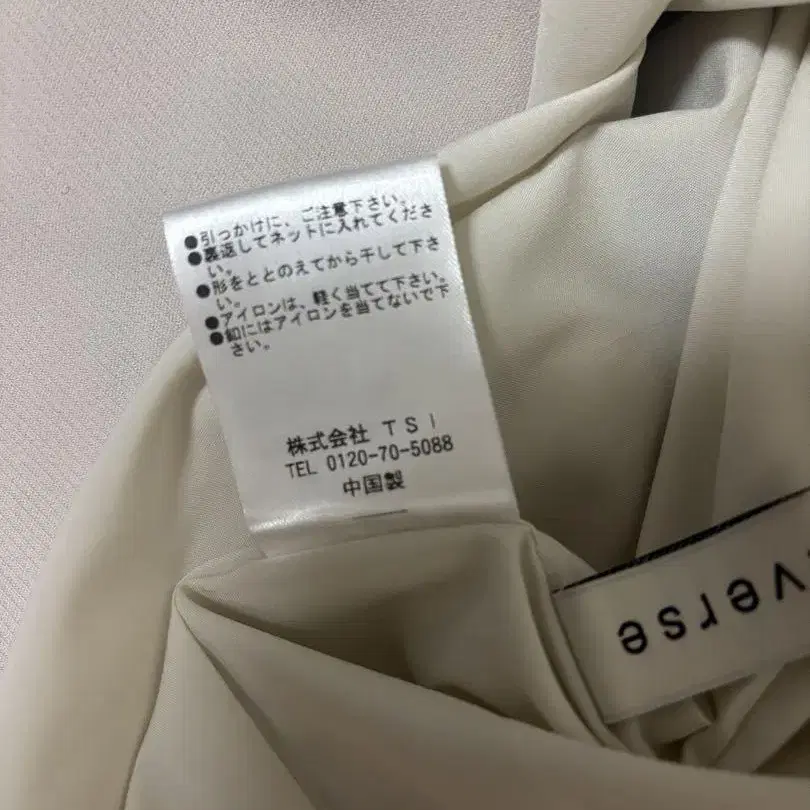 ●引っかけに、ご注意下さい。
●裏返してネットに入れてくださ
い。
●形をととのえてから干して下さ
い。
●アイロンは、軽く当てて下さい。
●釦にはアイロンを当てないで下
さい。
株式会社 TSI
TEL 0120-70-5088
中国製
verse